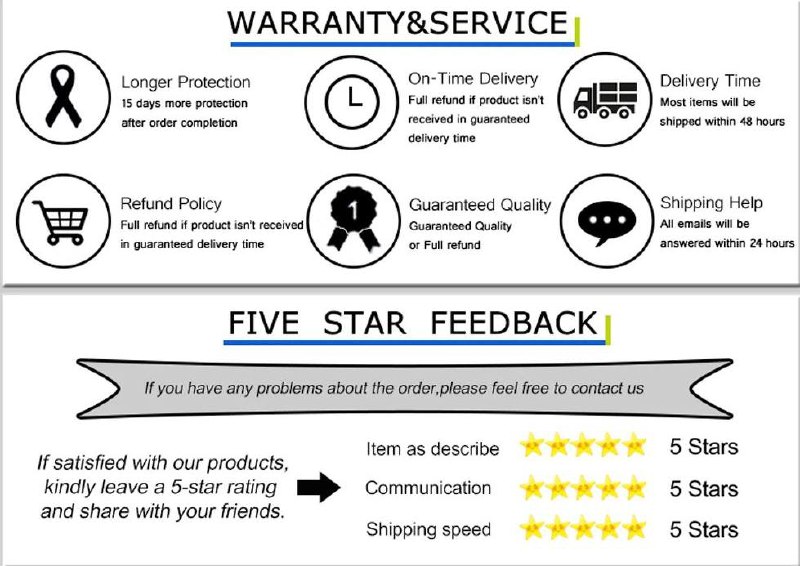 WARRANTY&SERVICE
Longer Protection
15 days more protection
after order completion
On-Time Delivery
Full refund if product isn't
received in guaranteed
delivery time
Delivery Time
Most items will be
shipped within 48 hours
Refund Policy
Full refund if product isn't received
in guaranteed delivery time
1
Guaranteed Quality
Guaranteed Quality
or Full refund
Shipping Help
All emails will be
answered within 24 hours
FIVE STAR FEEDBACK
If you have any problems about the order,please feel free to contact us
If satisfied with our products,
kindly leave a 5-star rating
and share with your friends.
Item as describe 5 Stars
Communication 5 Stars
Shipping speed 5 Stars